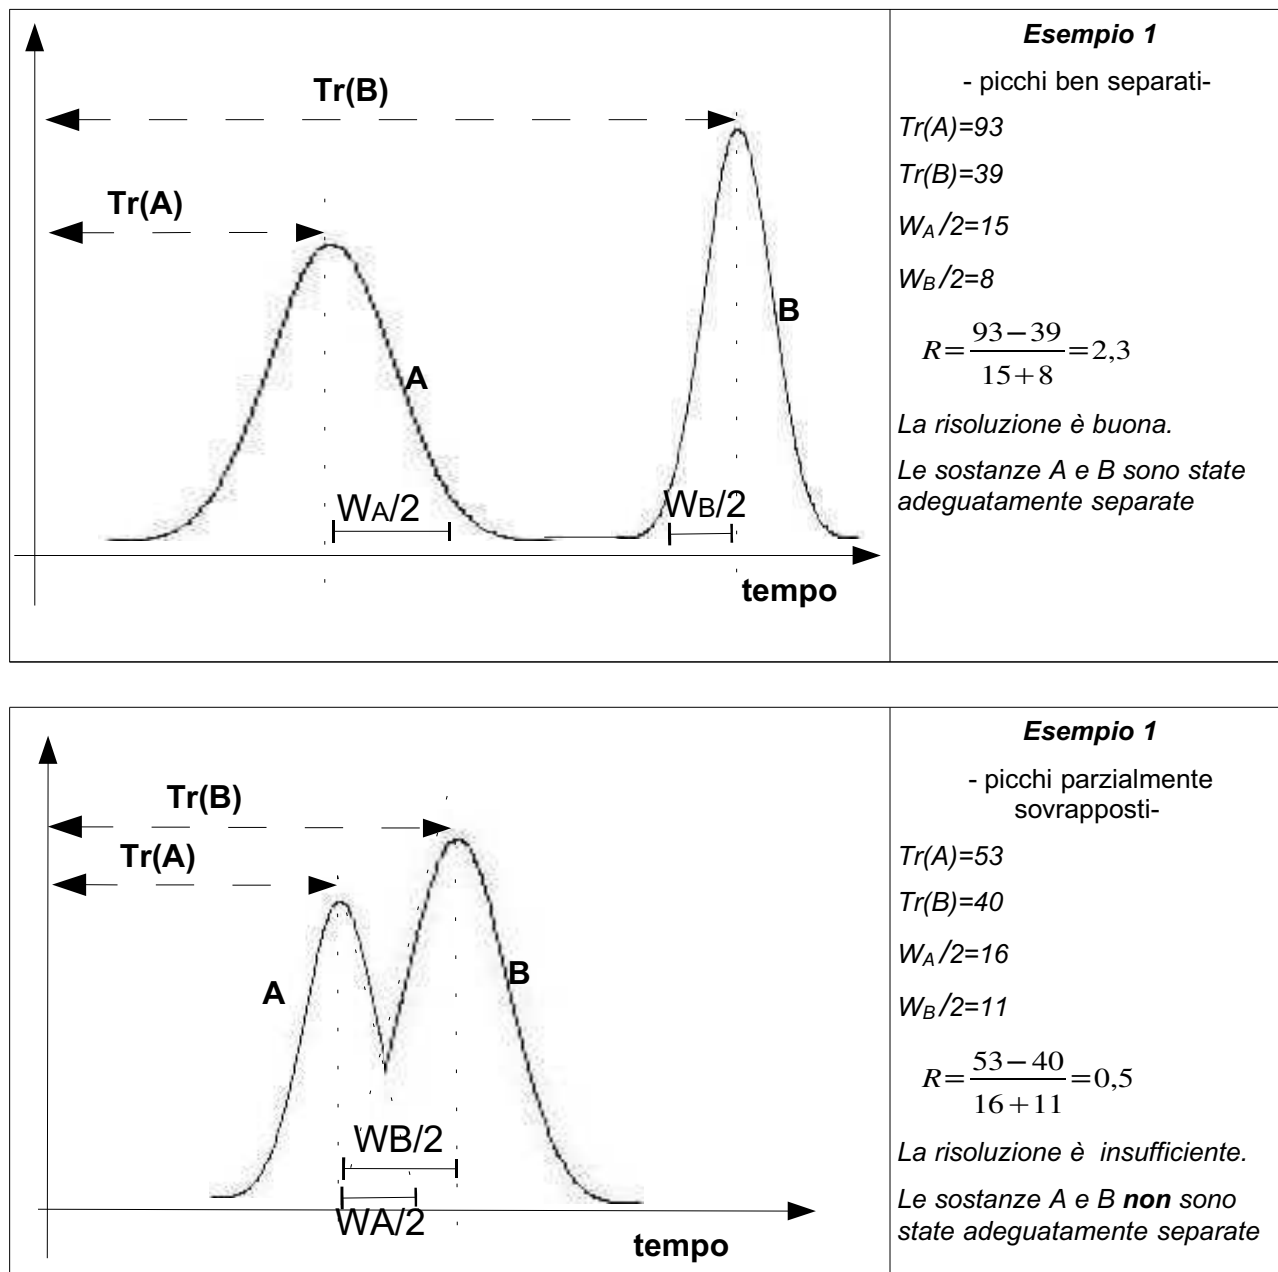 Tr(B)
Tr(A)
A
B
WA/2
WB/2
tempo
Esempio 1
- picchi ben separati-
Tr(A)=93
Tr(B)=39
WA/2=15
WB/2=8
R=93−39/15+8=2,3
La risoluzione è buona.
Le sostanze A e B sono state
adeguatamente separate
Tr(B)
Tr(A)
A
B
WB/2
WA/2
tempo
Esempio 1
- picchi parzialmente
sovrapposti-
Tr(A)=53
Tr(B)=40
WA/2=16
WB/2=11
R=53−40/16+11=0,5
La risoluzione è insufficiente.
Le sostanze A e B non sono
state adeguatamente separate